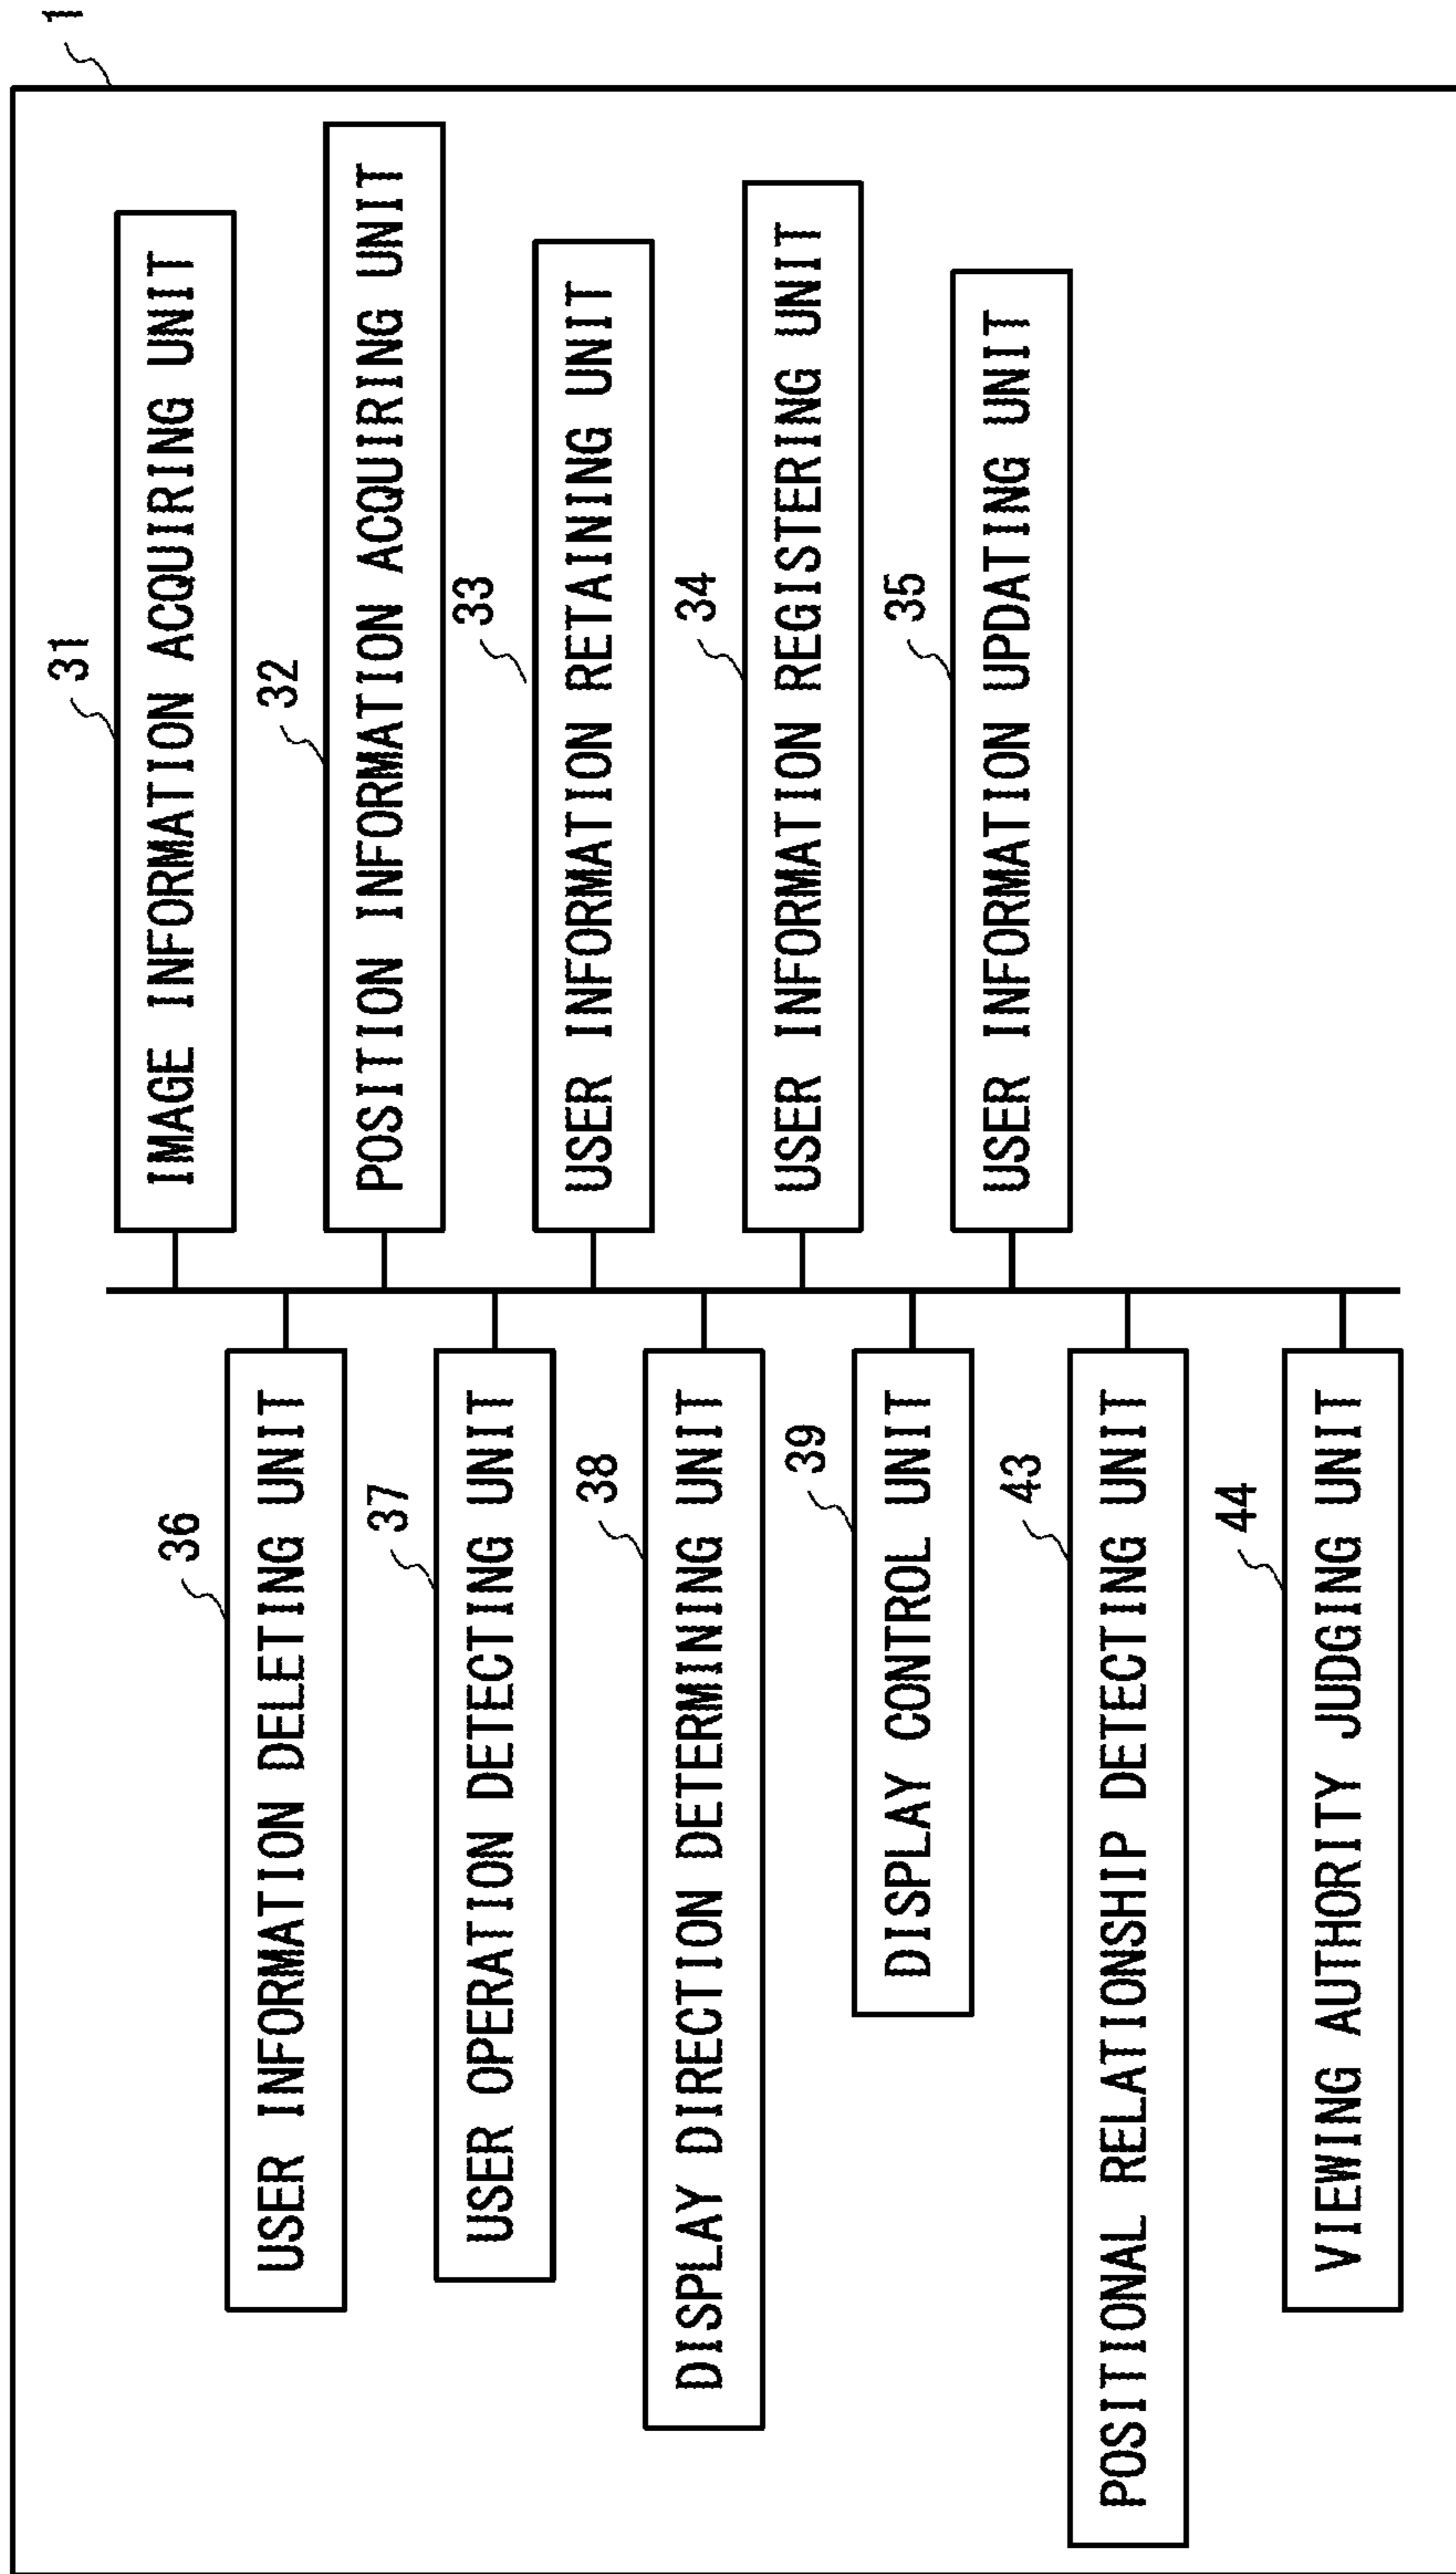 1
31
IMAGE INFORMATION ACQUIRING UNIT
32
POSITION INFORMATION ACQUIRING UNIT
33
USER INFORMATION RETAINING UNIT
34
USER INFORMATION REGISTERING UNIT
35
USER INFORMATION UPDATING UNIT
36
USER INFORMATION DELETING UNIT
37
USER OPERATION DETECTING UNIT
38
DISPLAY DIRECTION DETERMINING UNIT
39
DISPLAY CONTROL UNIT
43
POSITIONAL RELATIONSHIP DETECTING UNIT
44
VIEWING AUTHORITY JUDGING UNIT